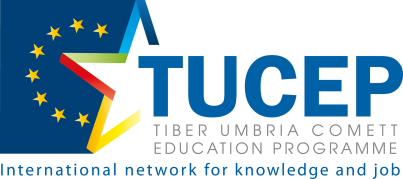 TUCEP
TIBER UMBRIA COMETT
EDUCATION PROGRAMME
International network for knowledge and job